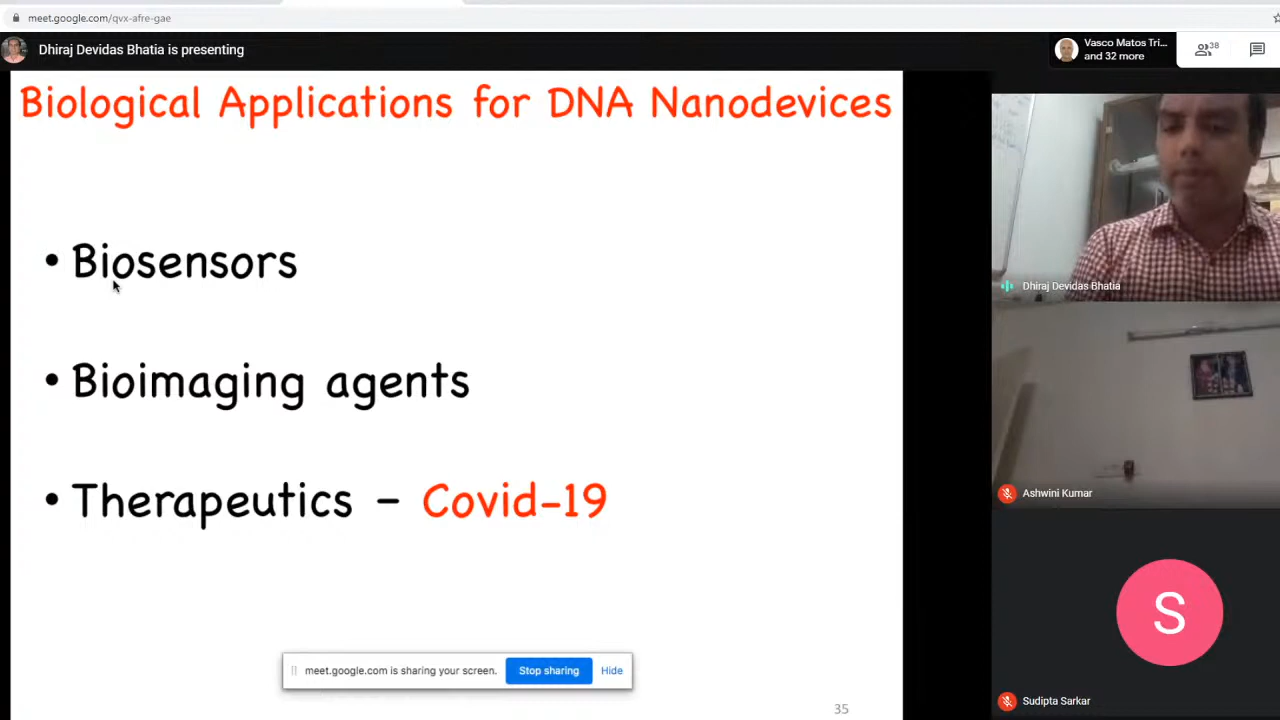 meet.google.com/qvx-afre-gae
Dhiraj Devidas Bhatia is presenting
Vasco Matos Tri...
and 32 more
38
Biological Applications for DNA Nanodevices
• Biosensors
• Bioimaging agents
• Therapeutics – Covid-19
Dhiraj Devidas Bhatia
Ashwini Kumar
S
Sudipta Sarkar
meet.google.com is sharing your screen.
Stop sharing
Hide
35